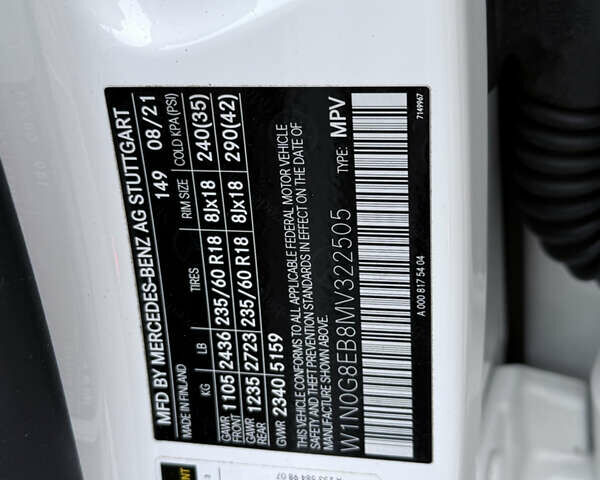 MFD BY MERCEDES-BENZ AG STUTTGART
MADE IN FINLAND 149 08/21
KG LB TIRES RIM SIZE COLD KPA (PSI)
GAWR FRONT 1105 2436 235/60 R18 8Jx18 240(35)
GAWR REAR 1235 2723 235/60 R18 8Jx18 290(42)
GVWR 2340 5159
THIS VEHICLE CONFORMS TO ALL APPLICABLE FEDERAL MOTOR VEHICLE
SAFETY AND THEFT PREVENTION STANDARDS IN EFFECT ON THE DATE OF
MANUFACTURE SHOWN ABOVE.
W1N0G8EB8MV322505 TYPE: MPV
A 000 817 54 04 7149967